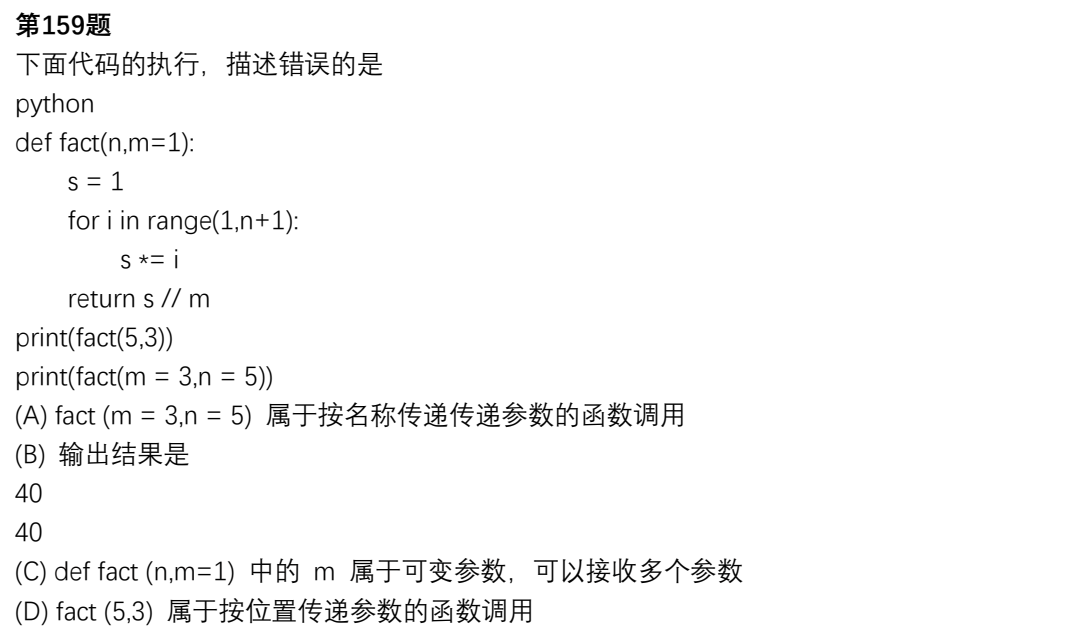 第159题
下面代码的执行，描述错误的是
python
def fact(n,m=1):
    s = 1
    for i in range(1,n+1):
        s *= i
    return s // m
print(fact(5,3))
print(fact(m = 3,n = 5))
(A) fact (m = 3,n = 5) 属于按名称传递传递参数的函数调用
(B) 输出结果是
40
40
(C) def fact (n,m=1) 中的 m 属于可变参数，可以接收多个参数
(D) fact (5,3) 属于按位置传递参数的函数调用